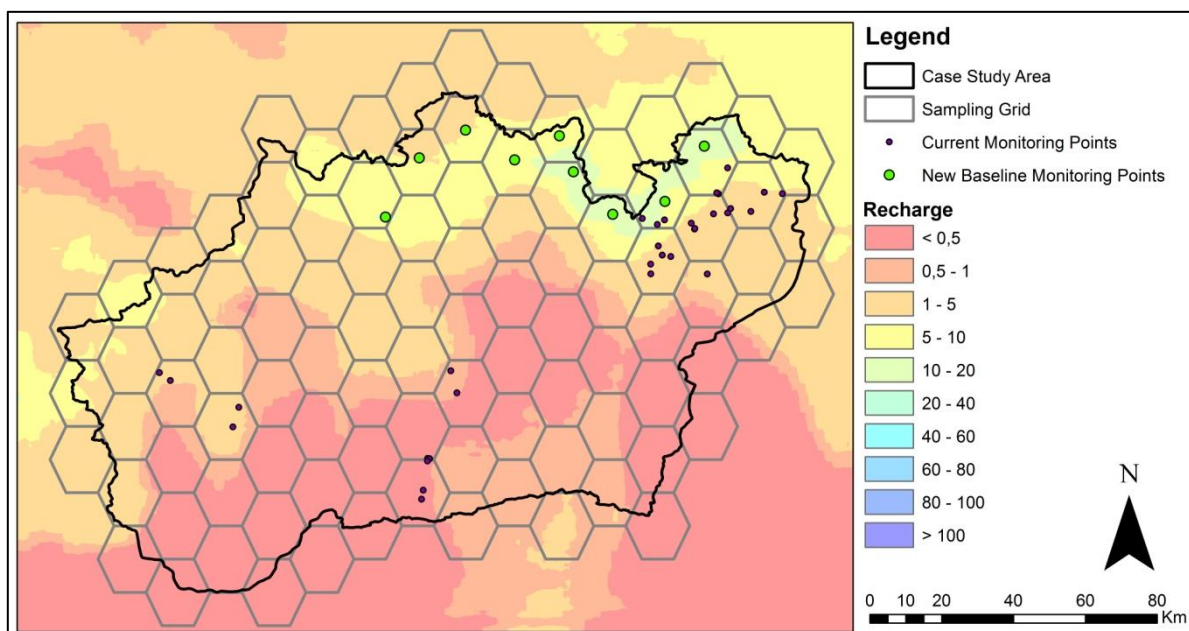 Legend
Case Study Area
Sampling Grid
Current Monitoring Points
New Baseline Monitoring Points
Recharge
< 0,5
0,5 - 1
1 - 5
5 - 10
10 - 20
20 - 40
40 - 60
60 - 80
80 - 100
> 100
N
0 10 20 40 60 80
Km